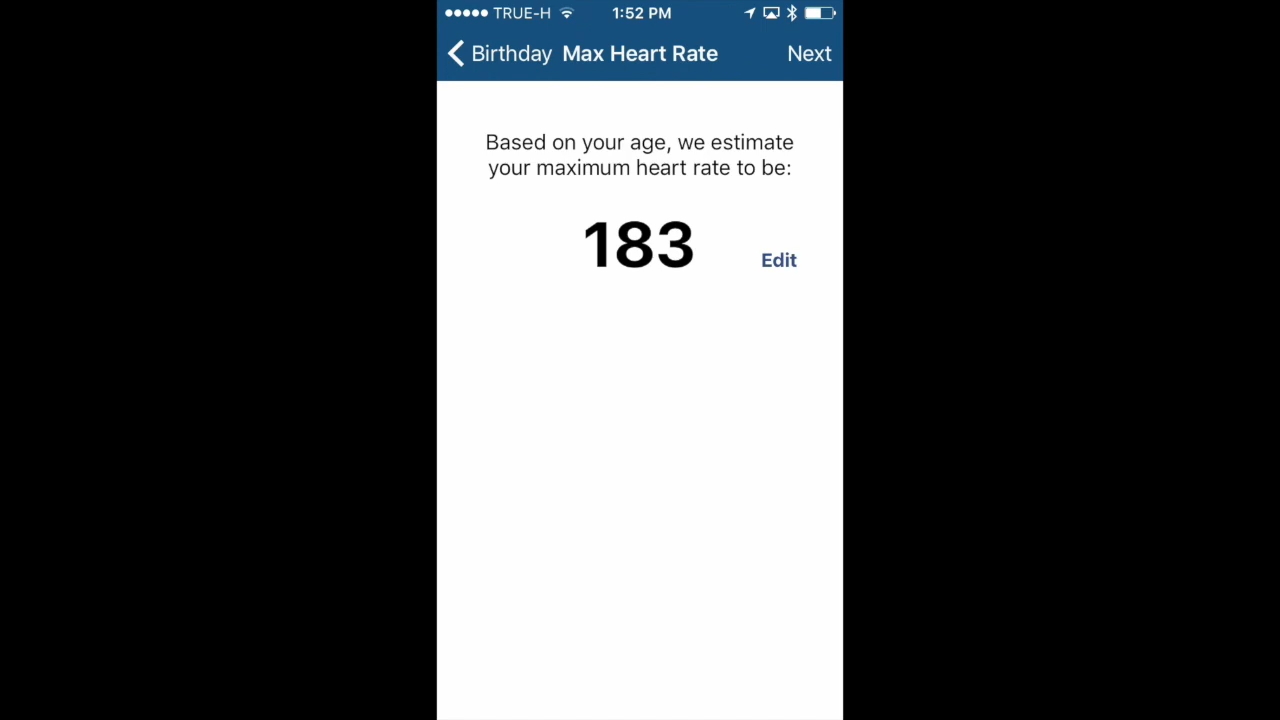 TRUE-H 1:52 PM
Birthday Max Heart Rate Next
Based on your age, we estimate
your maximum heart rate to be:
183
Edit